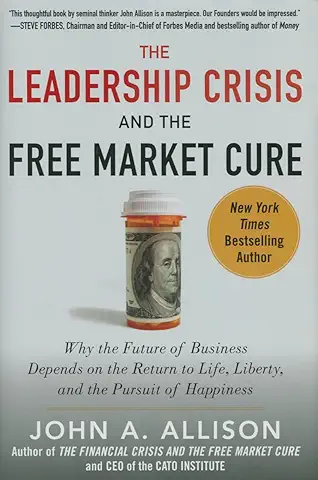 "This thoughtful book by seminal thinker John Allison is a masterpiece. Our Founders would be impressed."
—STEVE FORBES, Chairman and Editor-in-Chief of Forbes Media and bestselling author of Money
THE
LEADERSHIP CRISIS
AND THE
FREE MARKET CURE
New York
Times
Bestselling
Author
Why the Future of Business
Depends on the Return to Life, Liberty,
and the Pursuit of Happiness
JOHN A. ALLISON
Author of THE FINANCIAL CRISIS AND THE FREE MARKET CURE
and CEO of the CATO INSTITUTE